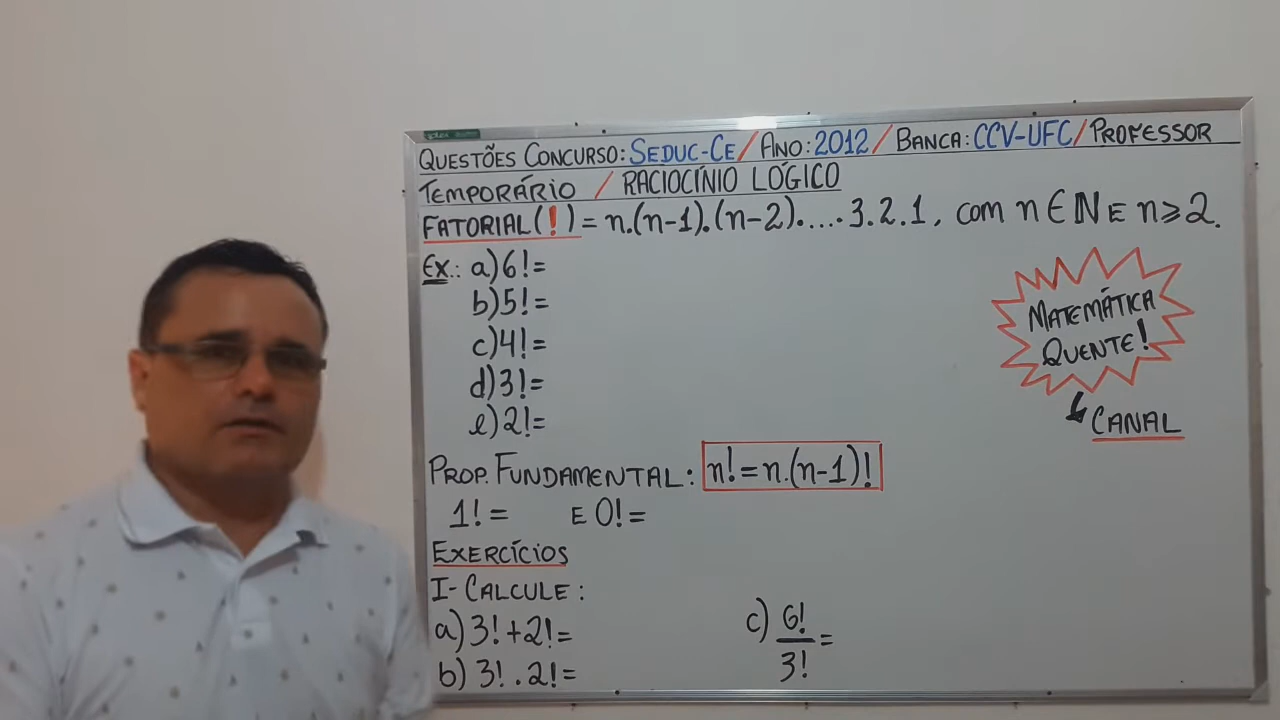 QUESTÕES CONCURSO: SEDUC-CE / ANO: 2012 / BANCA: CCV-UFC / PROFESSOR
TEMPORÁRIO / RACIOCÍNIO LÓGICO
FATORIAL (!) = n.(n-1).(n-2). .... 3.2.1, com n ∈ ℕ E n ⩾ 2.
EX.: a) 6! =
b) 5! =
c) 4! =
d) 3! =
e) 2! =
MATEMÁTICA
QUENTE!
CANAL
PROP. FUNDAMENTAL: n! = n.(n-1)!
1! = E 0! =
EXERCÍCIOS
I- CALCULE:
a) 3! + 2! =
b) 3! . 2! =
c) 6!/3! =